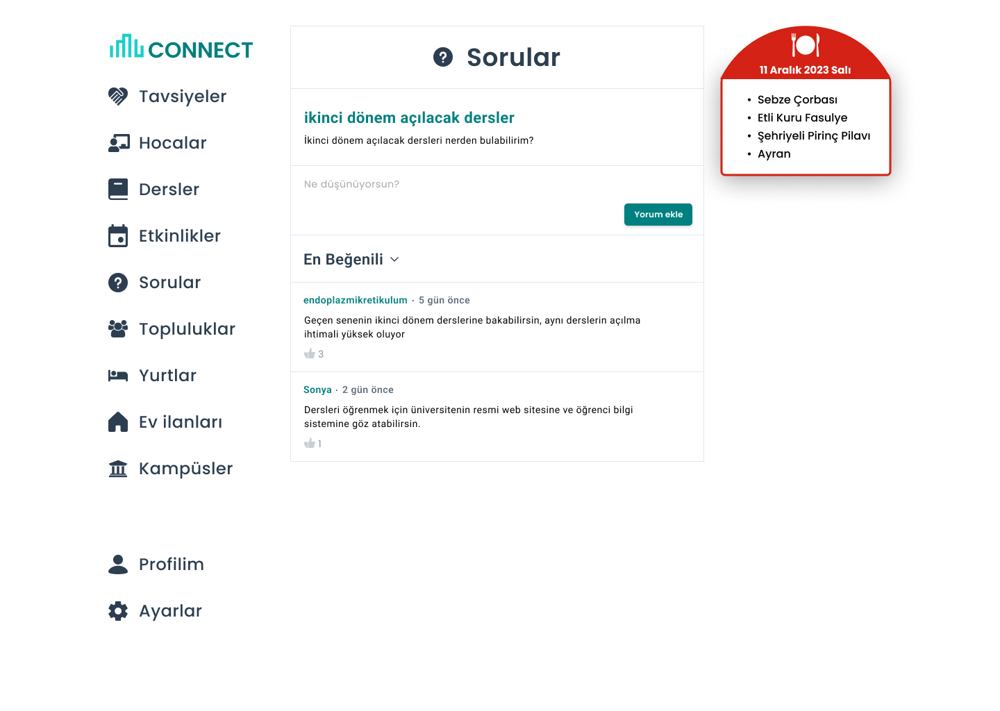 CONNECT
Tavsiyeler
Hocalar
Dersler
Etkinlikler
Sorular
Topluluklar
Yurtlar
Ev ilanları
Kampüsler
Profilim
Ayarlar
Sorular
ikinci dönem açılacak dersler
İkinci dönem açılacak dersleri nerden bulabilirim?
Ne düşünüyorsun?
Yorum ekle
En Beğenili
endoplazmikretikulum · 5 gün önce
Geçen senenin ikinci dönem derslerine bakabilirsin, aynı derslerin açılma
ihtimali yüksek oluyor
3
Sonya · 2 gün önce
Dersleri öğrenmek için üniversitenin resmi web sitesine ve öğrenci bilgi
sistemine göz atabilirsin.
1
11 Aralık 2023 Salı
• Sebze Çorbası
• Etli Kuru Fasulye
• Şehriyeli Pirinç Pilavı
• Ayran